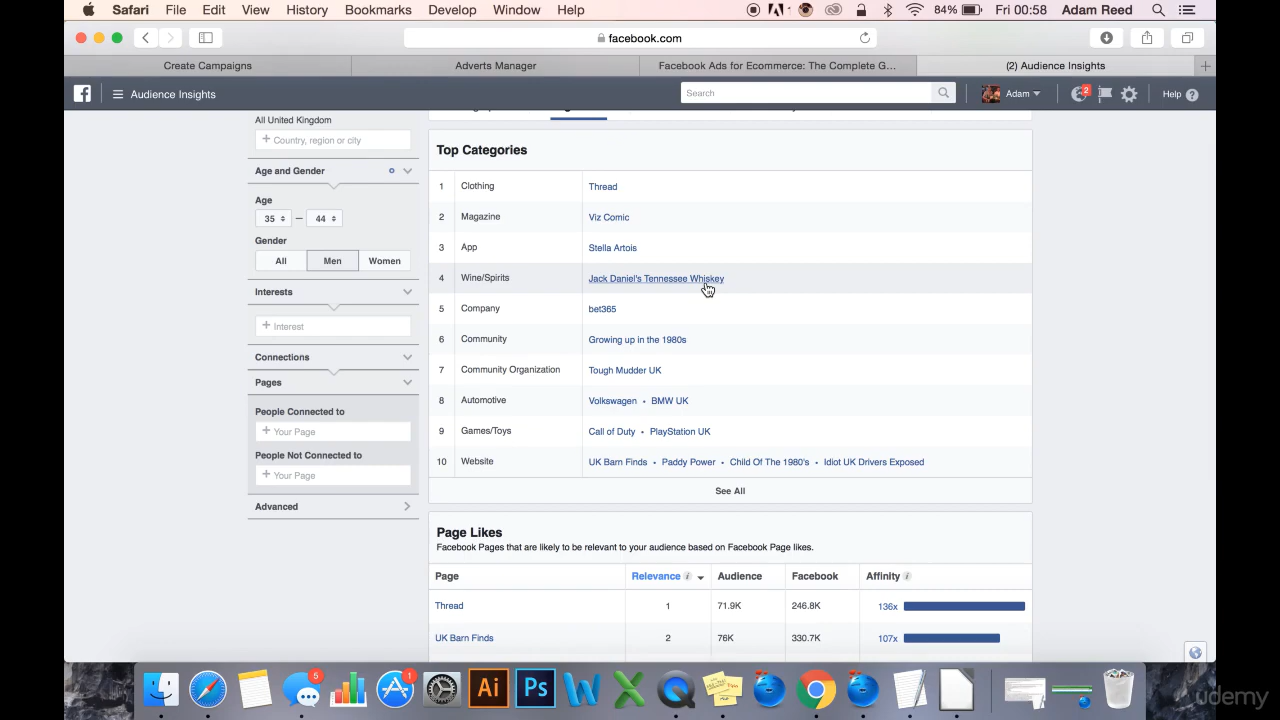 Safari File Edit View History Bookmarks Develop Window Help 84% Fri 00:58 Adam Reed
facebook.com
Create Campaigns Adverts Manager Facebook Ads for Ecommerce: The Complete G... (2) Audience Insights
Audience Insights Search Adam 2 Help
All United Kingdom
Country, region or city
Age and Gender
Age
35 — 44
Gender
All Men Women
Interests
Interest
Connections
Pages
People Connected to
Your Page
People Not Connected to
Your Page
Advanced
Top Categories
1 Clothing Thread
2 Magazine Viz Comic
3 App Stella Artois
4 Wine/Spirits Jack Daniel's Tennessee Whiskey
5 Company bet365
6 Community Growing up in the 1980s
7 Community Organization Tough Mudder UK
8 Automotive Volkswagen • BMW UK
9 Games/Toys Call of Duty • PlayStation UK
10 Website UK Barn Finds • Paddy Power • Child Of The 1980's • Idiot UK Drivers Exposed
See All
Page Likes
Facebook Pages that are likely to be relevant to your audience based on Facebook Page likes.
Page Relevance Audience Facebook Affinity
Thread 1 71.9K 246.8K 136x
UK Barn Finds 2 76K 330.7K 107x
5 1 Ai Ps
udemy